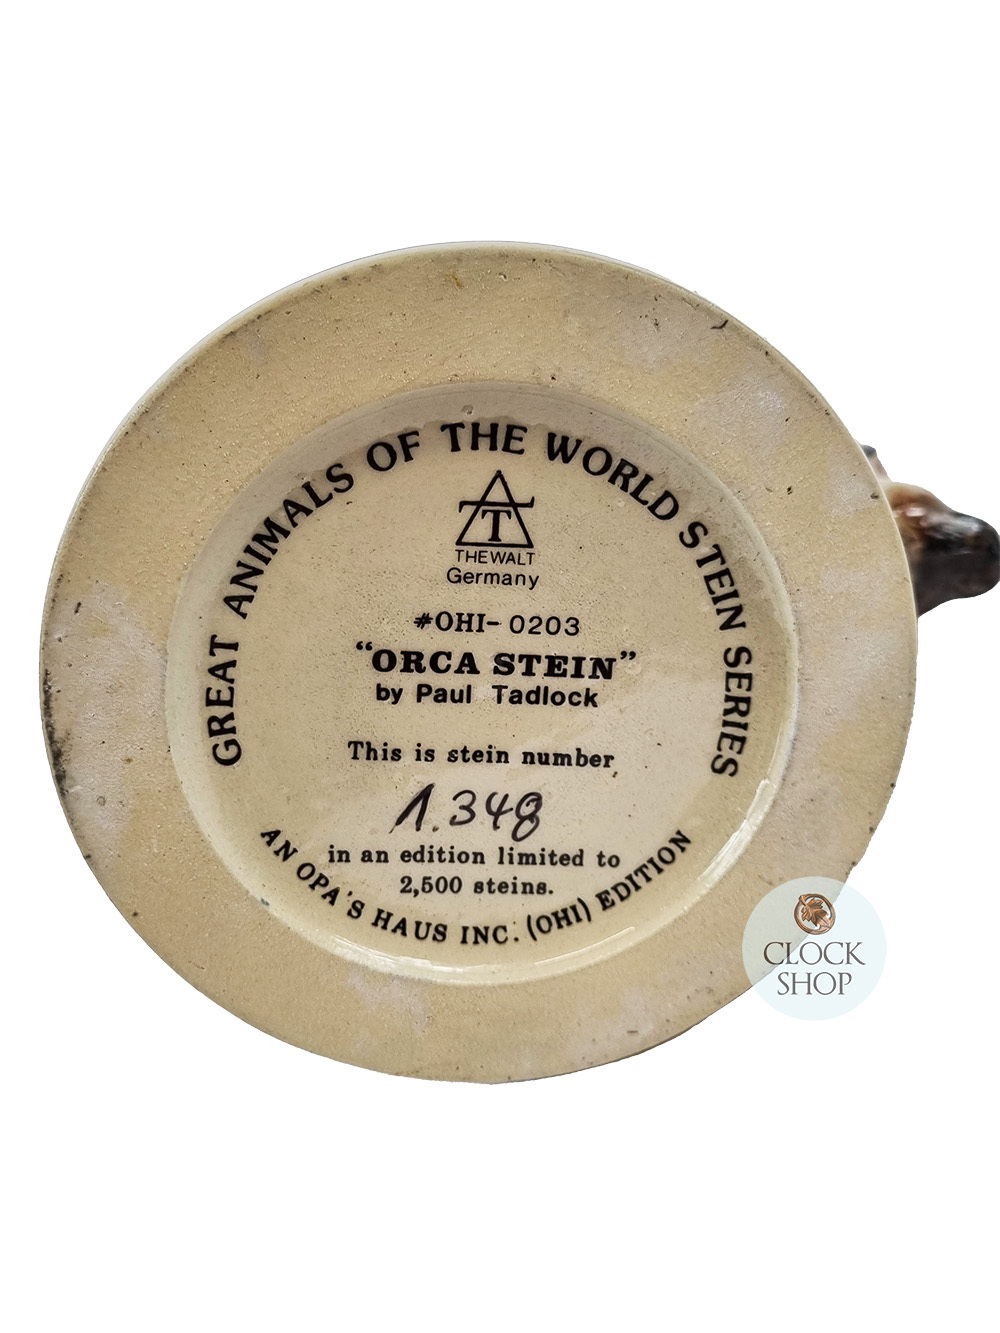 GREAT ANIMALS OF THE WORLD STEIN SERIES
T
THEWALT
Germany
#OHI-0203
"ORCA STEIN"
by Paul Tadlock
This is stein number
1.348
in an edition limited to
2,500 steins.
AN OPA'S HAUS INC. (OHI) EDITION
CLOCK
SHOP